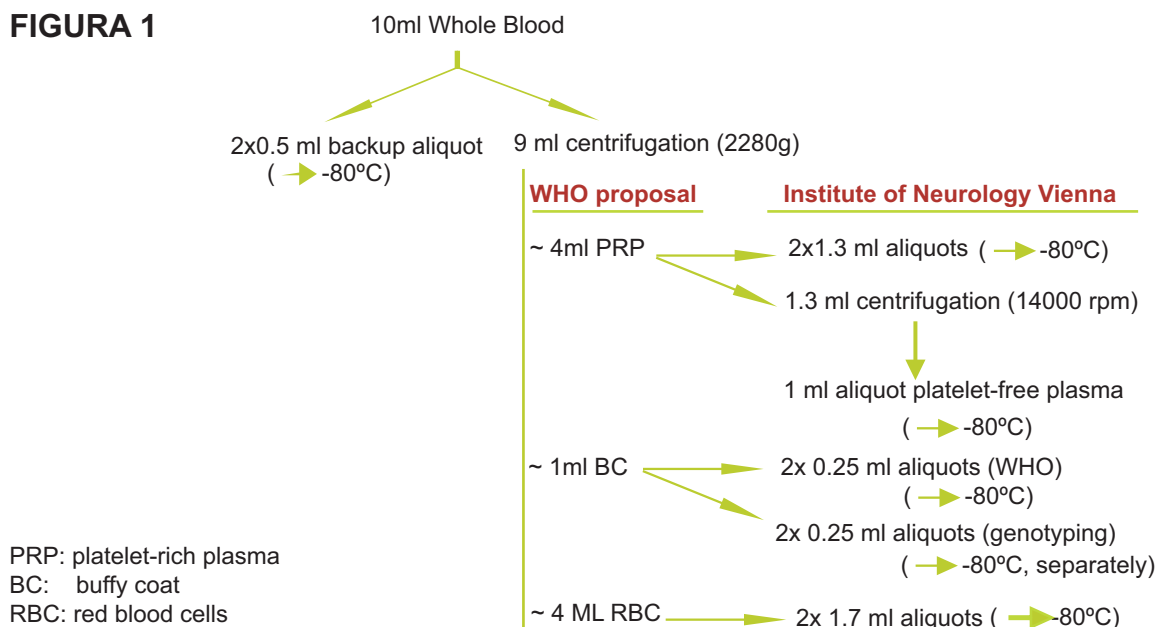 FIGURA 1
10ml Whole Blood
2x0.5 ml backup aliquot
( -80ºC)
9 ml centrifugation (2280g)
WHO proposal
Institute of Neurology Vienna
~ 4ml PRP
2x1.3 ml aliquots ( -80ºC)
1.3 ml centrifugation (14000 rpm)
1 ml aliquot platelet-free plasma
( -80ºC)
~ 1ml BC
2x 0.25 ml aliquots (WHO)
( -80ºC)
2x 0.25 ml aliquots (genotyping)
( -80ºC, separately)
~ 4 ML RBC
2x 1.7 ml aliquots ( -80ºC)
PRP: platelet-rich plasma
BC: buffy coat
RBC: red blood cells